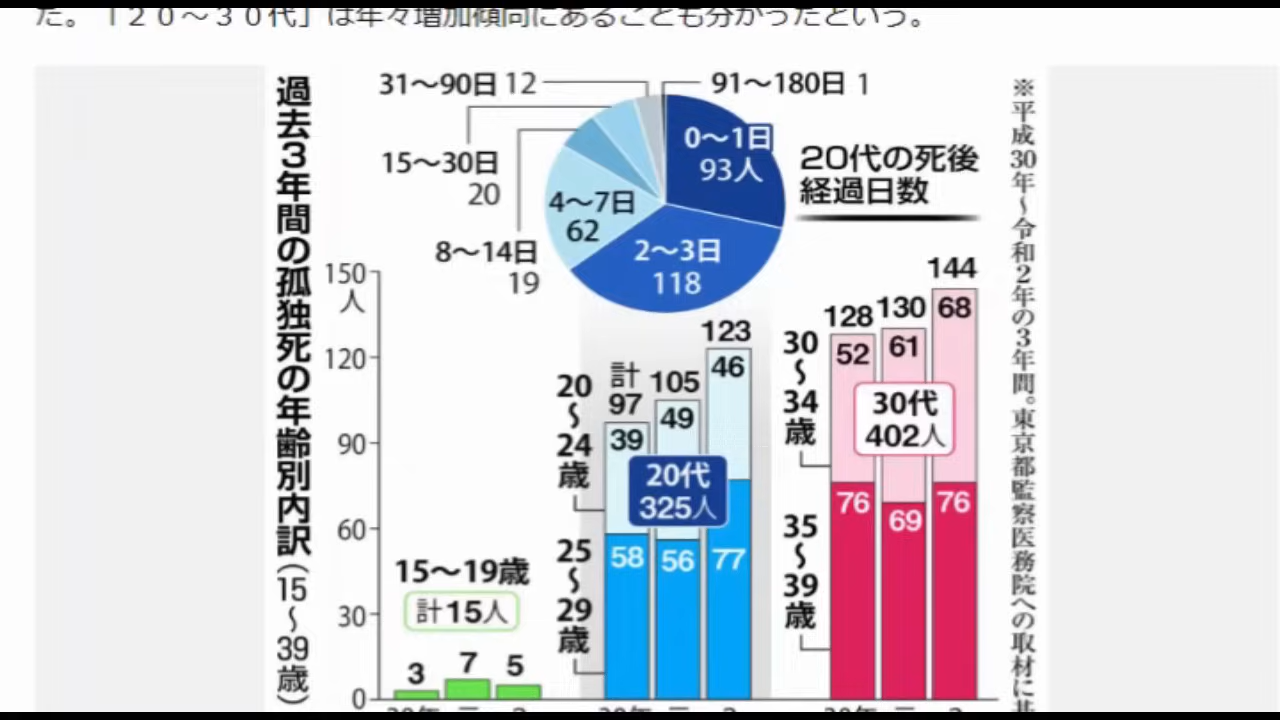 た。「２０～３０代」は年々増加傾向にあることも分かったという。
過去3年間の孤独死の年齢別内訳（15～39歳）
31～90日 12
91～180日 1
15～30日
20
8～14日
19
4～7日
62
0～1日
93人
2～3日
118
20代の死後
経過日数
※平成30年～令和2年の3年間。東京都監察医務院への取材に基
150
人
120
90
60
30
0
15～19歳
計15人
3
7
5
20～24歳
25～29歳
計
97
105
123
39
49
46
20代
325人
58
56
77
30～34歳
35～39歳
128
130
144
52
61
68
30代
402人
76
69
76